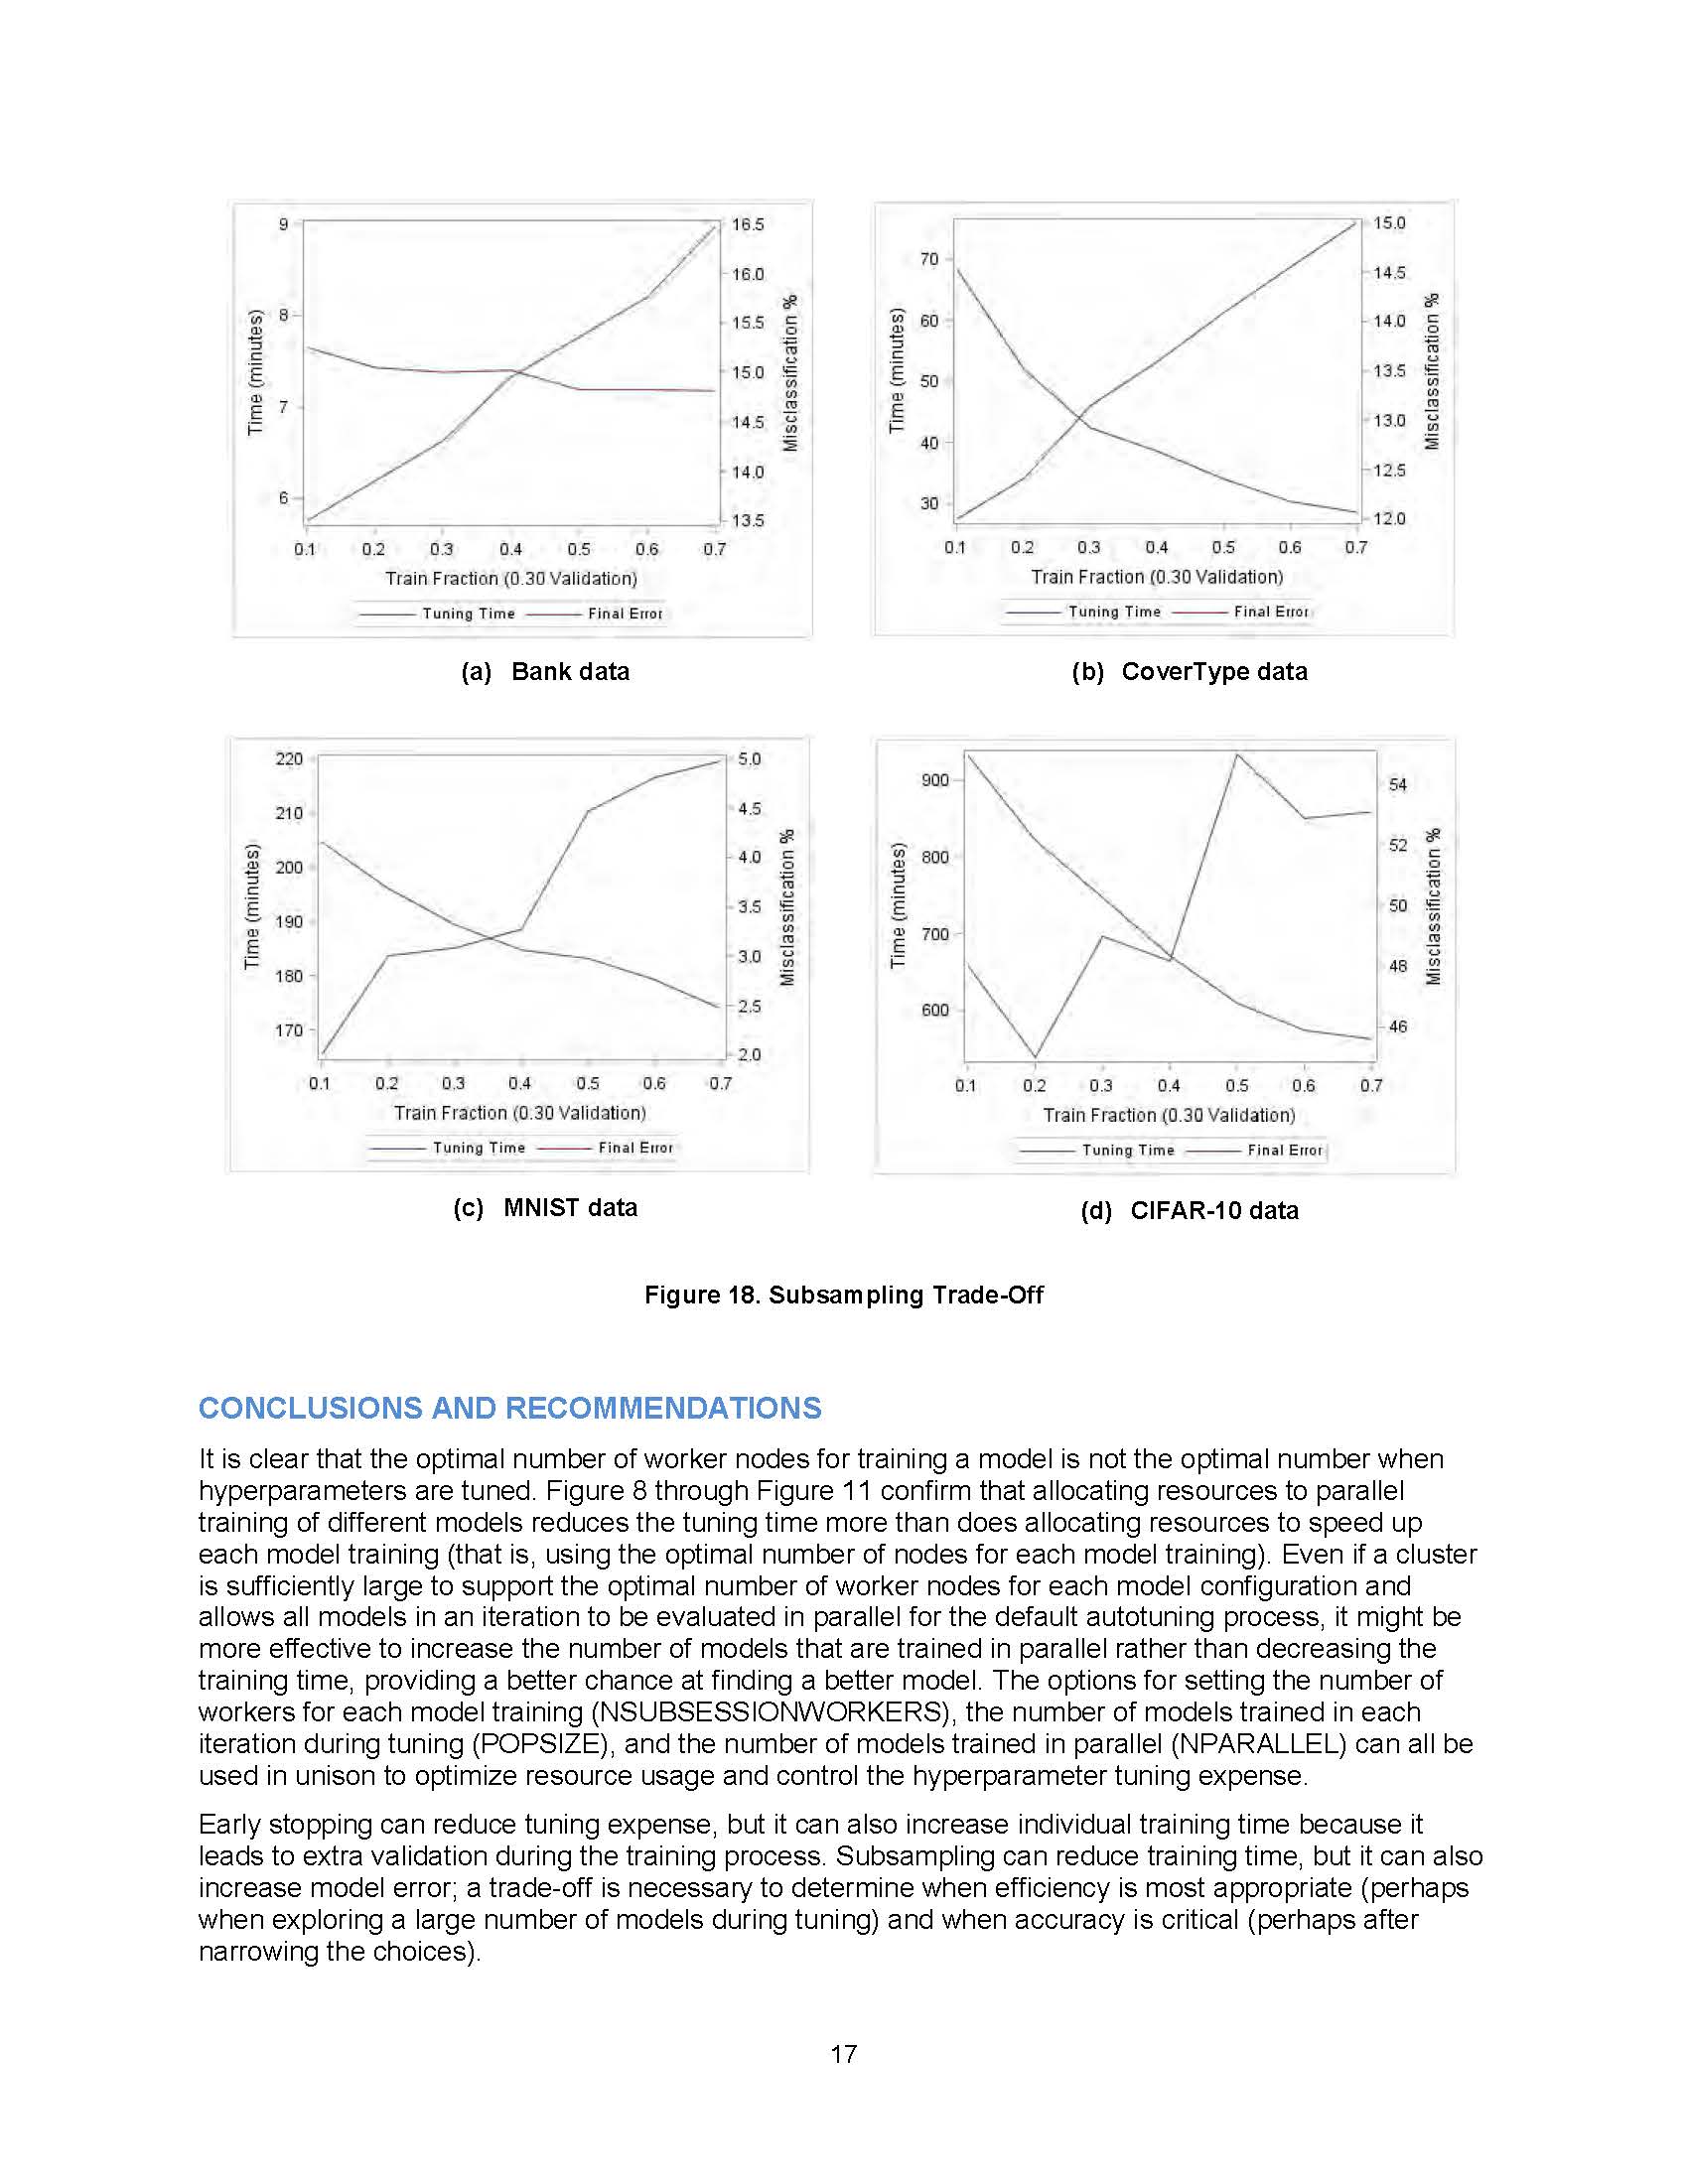 9
8
7
6
Time (minutes)
16.5
16.0
15.5
15.0
14.5
14.0
13.5
Misclassification %
0.1 0.2 0.3 0.4 0.5 0.6 0.7
Train Fraction (0.30 Validation)
Tuning Time Final Error
(a) Bank data
70
60
50
40
30
Time (minutes)
15.0
14.5
14.0
13.5
13.0
12.5
12.0
Misclassification %
0.1 0.2 0.3 0.4 0.5 0.6 0.7
Train Fraction (0.30 Validation)
Tuning Time Final Error
(b) CoverType data
220
210
200
190
180
170
Time (minutes)
5.0
4.5
4.0
3.5
3.0
2.5
2.0
Misclassification %
0.1 0.2 0.3 0.4 0.5 0.6 0.7
Train Fraction (0.30 Validation)
Tuning Time Final Error
(c) MNIST data
900
800
700
600
Time (minutes)
54
52
50
48
46
Misclassification %
0.1 0.2 0.3 0.4 0.5 0.6 0.7
Train Fraction (0.30 Validation)
Tuning Time Final Error
(d) CIFAR-10 data
Figure 18. Subsampling Trade-Off
CONCLUSIONS AND RECOMMENDATIONS
It is clear that the optimal number of worker nodes for training a model is not the optimal number when
hyperparameters are tuned. Figure 8 through Figure 11 confirm that allocating resources to parallel
training of different models reduces the tuning time more than does allocating resources to speed up
each model training (that is, using the optimal number of nodes for each model training). Even if a cluster
is sufficiently large to support the optimal number of worker nodes for each model configuration and
allows all models in an iteration to be evaluated in parallel for the default autotuning process, it might be
more effective to increase the number of models that are trained in parallel rather than decreasing the
training time, providing a better chance at finding a better model. The options for setting the number of
workers for each model training (NSUBSESSIONWORKERS), the number of models trained in each
iteration during tuning (POPSIZE), and the number of models trained in parallel (NPARALLEL) can all be
used in unison to optimize resource usage and control the hyperparameter tuning expense.
Early stopping can reduce tuning expense, but it can also increase individual training time because it
leads to extra validation during the training process. Subsampling can reduce training time, but it can also
increase model error; a trade-off is necessary to determine when efficiency is most appropriate (perhaps
when exploring a large number of models during tuning) and when accuracy is critical (perhaps after
narrowing the choices).
17